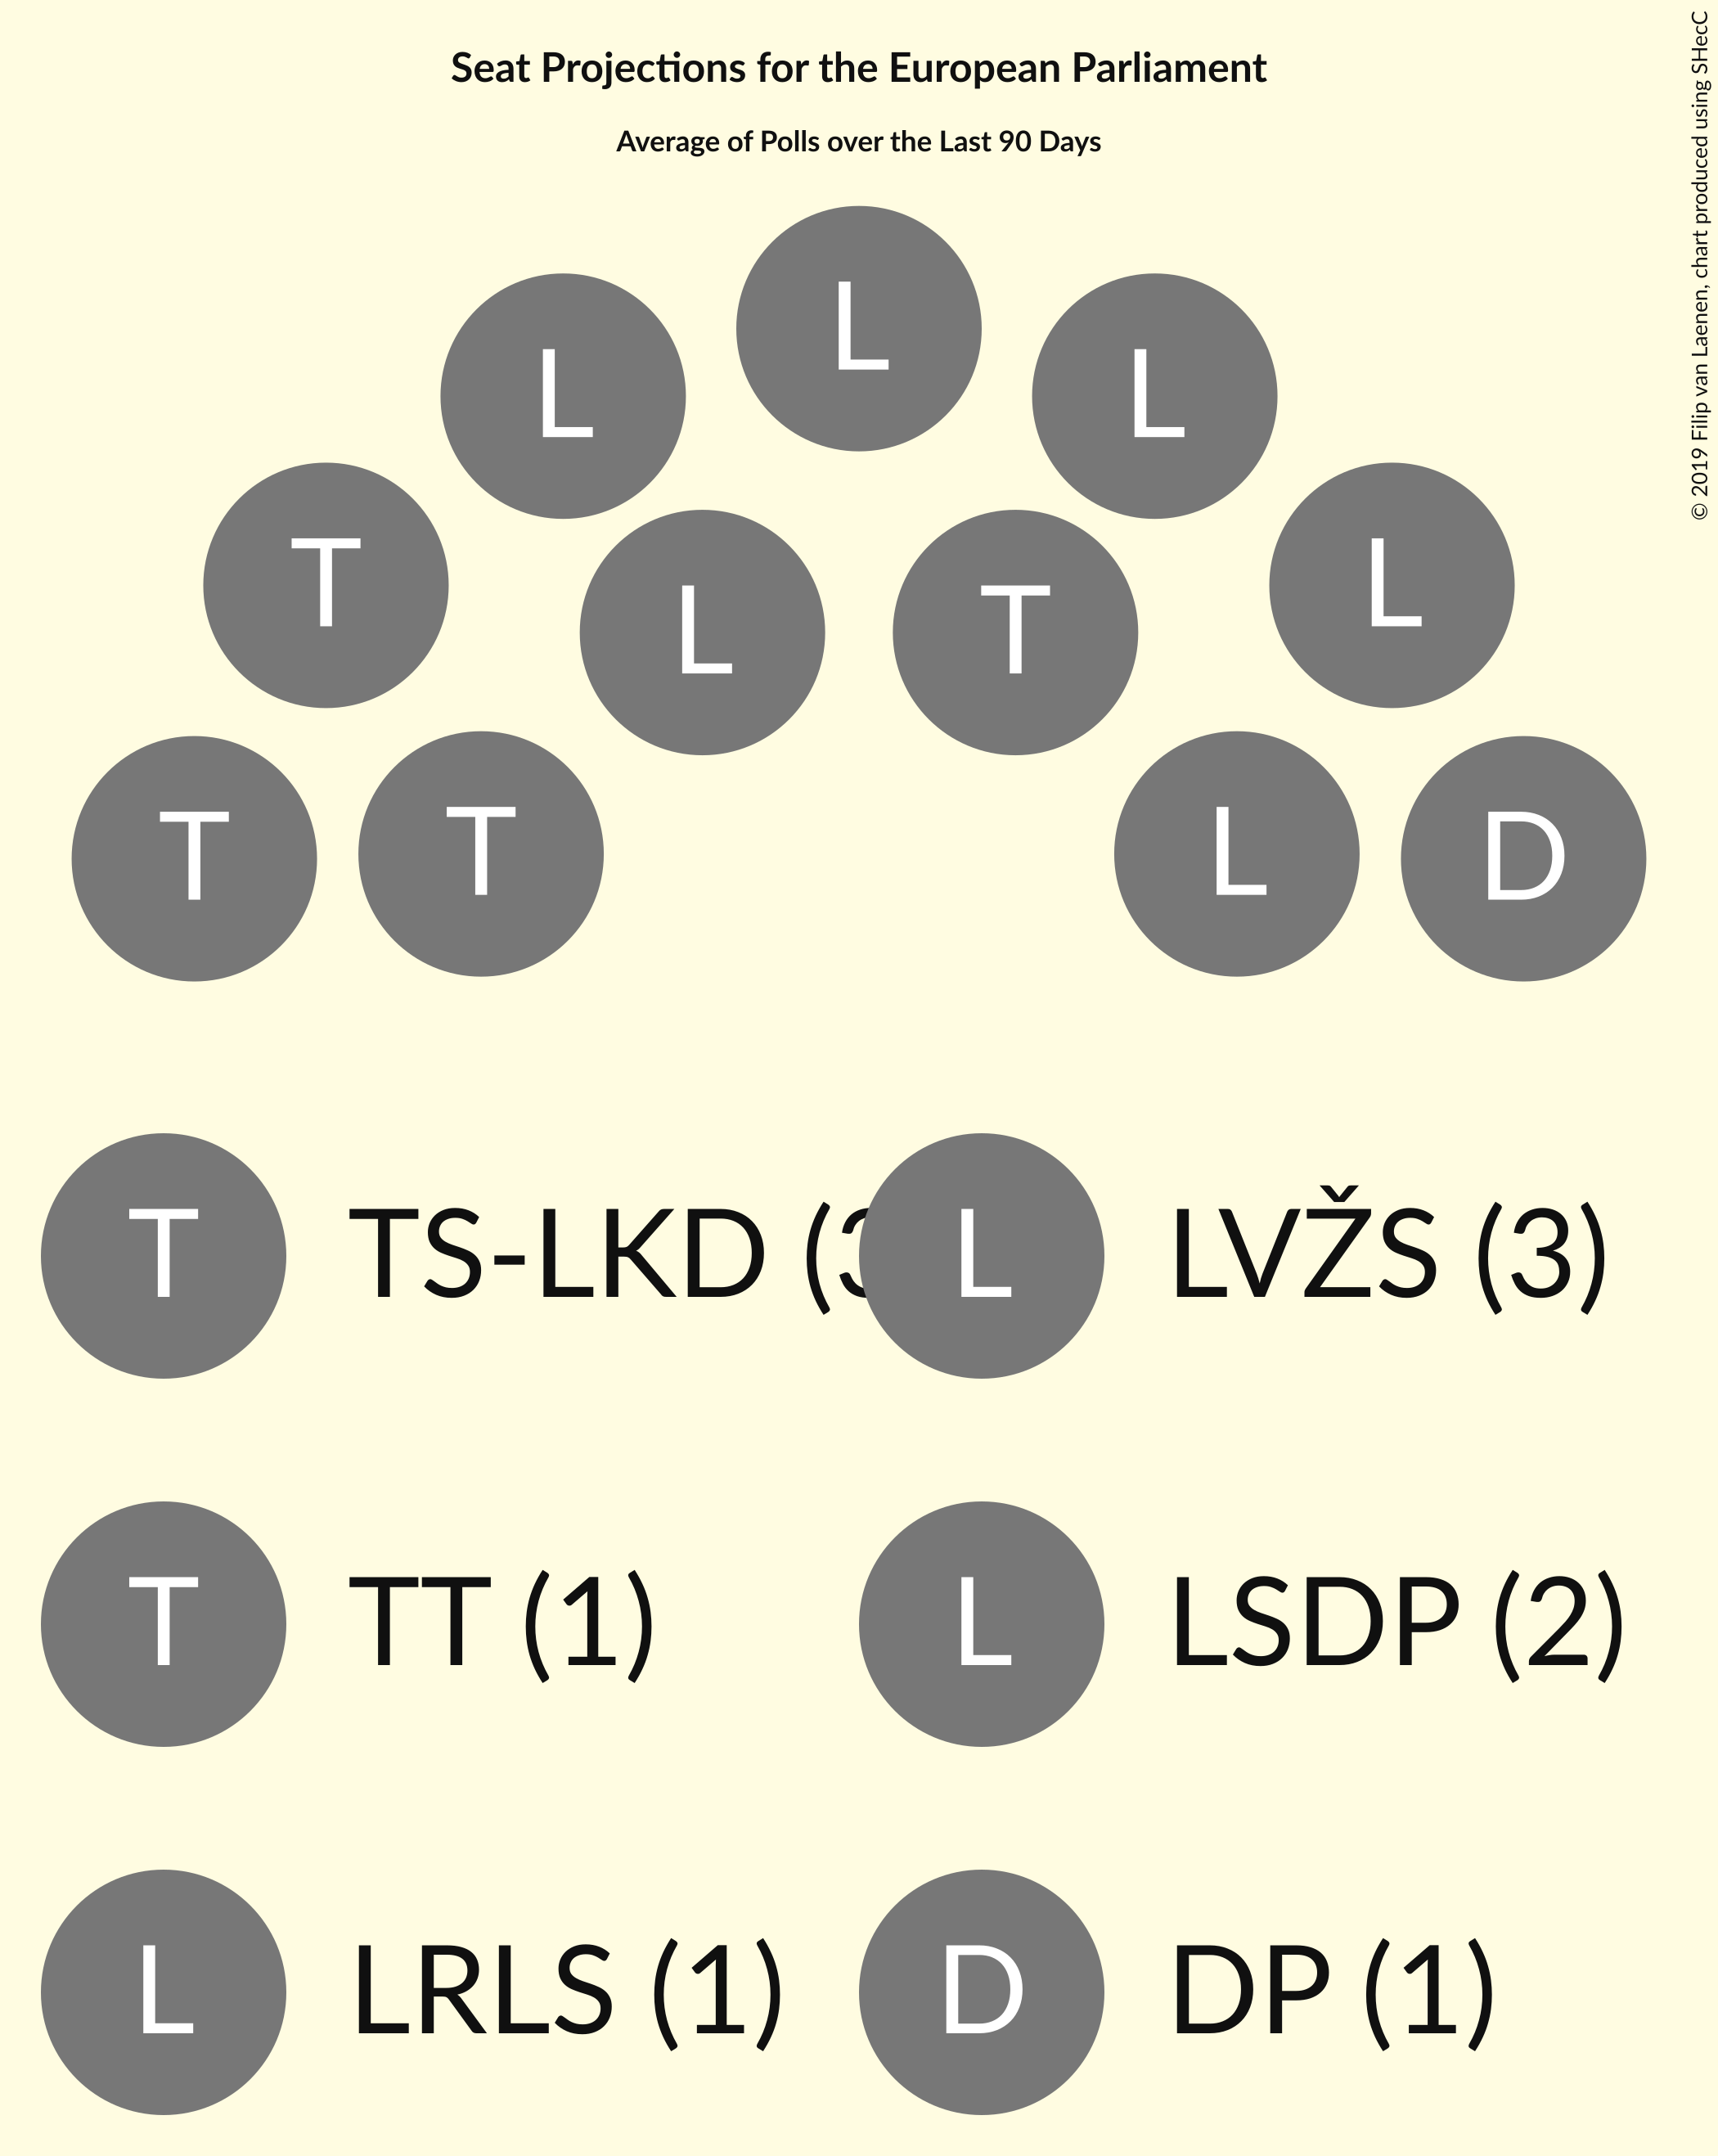 Seat Projections for the European Parliament
Average of Polls over the Last 90 Days
© 2019 Filip van Laenen, chart produced using SHecC
L
L L
T L
L T
T T L D
T TS-LKD (3 L LVŽS (3)
T TT (1) L LSDP (2)
L LRLS (1) D DP (1)